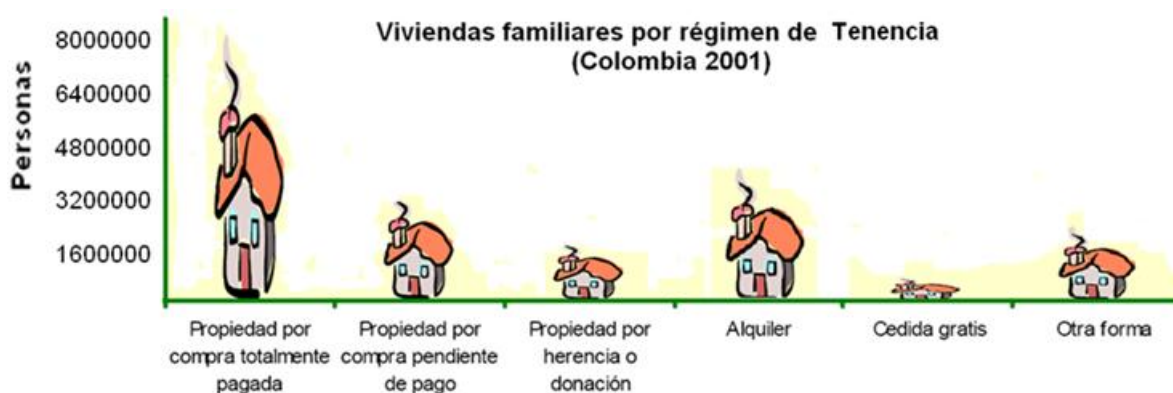 Viviendas familiares por régimen de Tenencia
(Colombia 2001)
Personas
8000000
6400000
4800000
3200000
1600000
Propiedad por
compra totalmente
pagada
Propiedad por
compra pendiente
de pago
Propiedad por
herencia o
donación
Alquiler
Cedida gratis
Otra forma